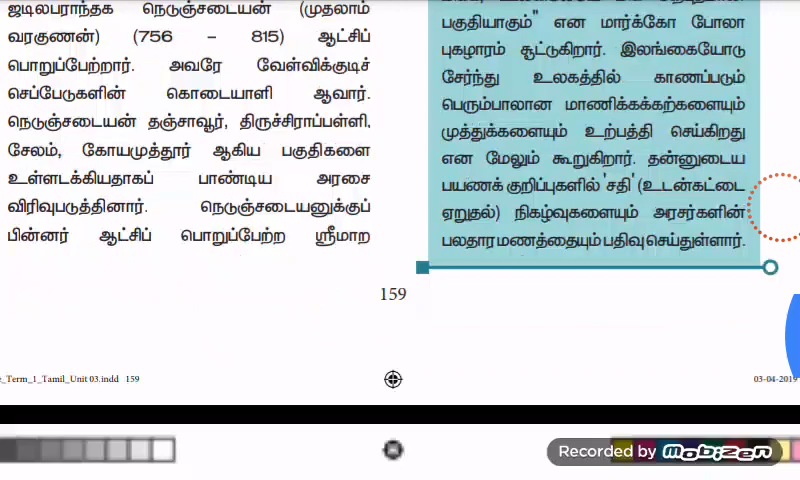 ஜடிலபராந்தக நெடுஞ்சடையன் (முதலாம்
வரகுணன்) (756 – 815) ஆட்சிப்
பொறுப்பேற்றார். அவரே வேள்விக்குடிச்
செப்பேடுகளின் கொடையாளி ஆவார்.
நெடுஞ்சடையன் தஞ்சாவூர், திருச்சிராப்பள்ளி,
சேலம், கோயமுத்தூர் ஆகிய பகுதிகளை
உள்ளடக்கியதாகப் பாண்டிய அரசை
விரிவுபடுத்தினார். நெடுஞ்சடையனுக்குப்
பின்னர் ஆட்சிப் பொறுப்பேற்ற ஸ்ரீமாற
பகுதியாகும்" என மார்க்கோ போலா
புகழாரம் சூட்டுகிறார். இலங்கையோடு
சேர்ந்து உலகத்தில் காணப்படும்
பெரும்பாலான மாணிக்கக்கற்களையும்
முத்துக்களையும் உற்பத்தி செய்கிறது
என மேலும் கூறுகிறார். தன்னுடைய
பயணக் குறிப்புகளில் 'சதி' (உடன்கட்டை
ஏறுதல்) நிகழ்வுகளையும் அரசர்களின்
பலதார மணத்தையும் பதிவு செய்துள்ளார்.
159
_Term_1_Tamil_Unit 03.indd 159
03-04-2019
Recorded by mobizen